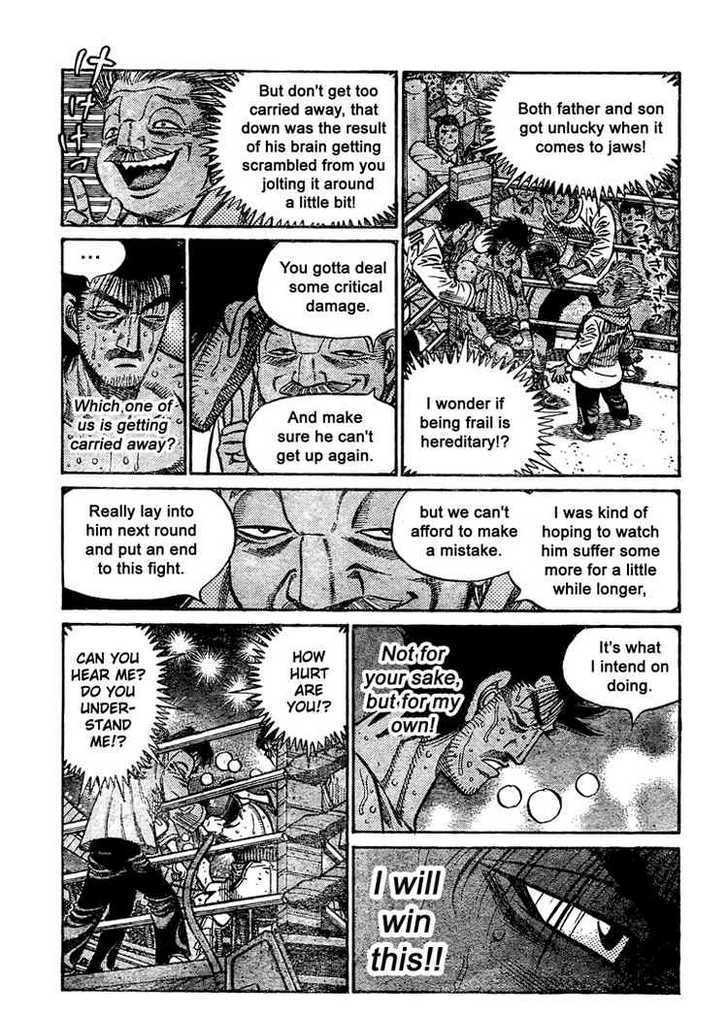 Both father and son
got unlucky when it
comes to jaws!
I wonder if
being frail is
hereditary!?
But don't get too
carried away, that
down was the result
of his brain getting
scrambled from you
jolting it around
a little bit!
けけけけ
You gotta deal
some critical
damage.
And make
sure he can't
get up again.
...
Which one of
us is getting
carried away?
I was kind of
hoping to watch
him suffer some
more for a little
while longer,
but we can't
afford to make
a mistake.
Really lay into
him next round
and put an end
to this fight.
It's what
I intend on
doing.
Not for
your sake,
but for my
own!
I will
win
this!!
HOW
HURT
ARE
YOU!?
CAN YOU
HEAR ME?
DO YOU
UNDER-
STAND
ME!?